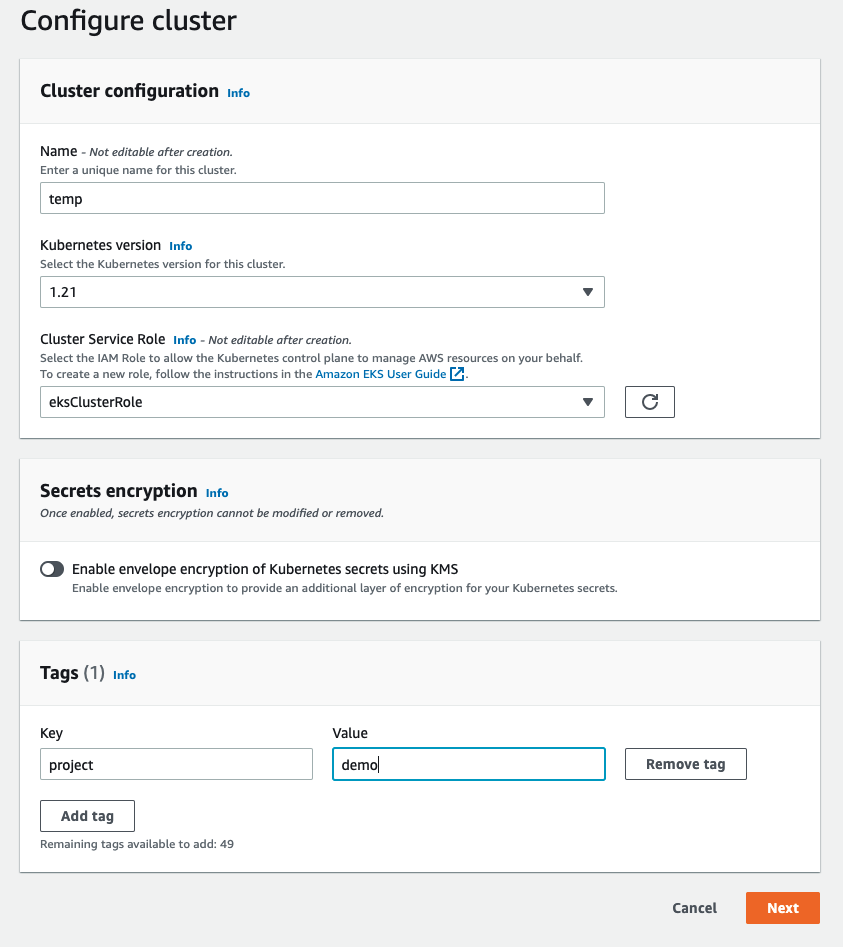 Configure cluster
Cluster configuration Info
Name - Not editable after creation.
Enter a unique name for this cluster.
temp
Kubernetes version Info
Select the Kubernetes version for this cluster.
1.21
Cluster Service Role Info - Not editable after creation.
Select the IAM Role to allow the Kubernetes control plane to manage AWS resources on your behalf.
To create a new role, follow the instructions in the Amazon EKS User Guide.
eksClusterRole
Secrets encryption Info
Once enabled, secrets encryption cannot be modified or removed.
Enable envelope encryption of Kubernetes secrets using KMS
Enable envelope encryption to provide an additional layer of encryption for your Kubernetes secrets.
Tags (1) Info
Key Value
project demo Remove tag
Add tag
Remaining tags available to add: 49
Cancel Next